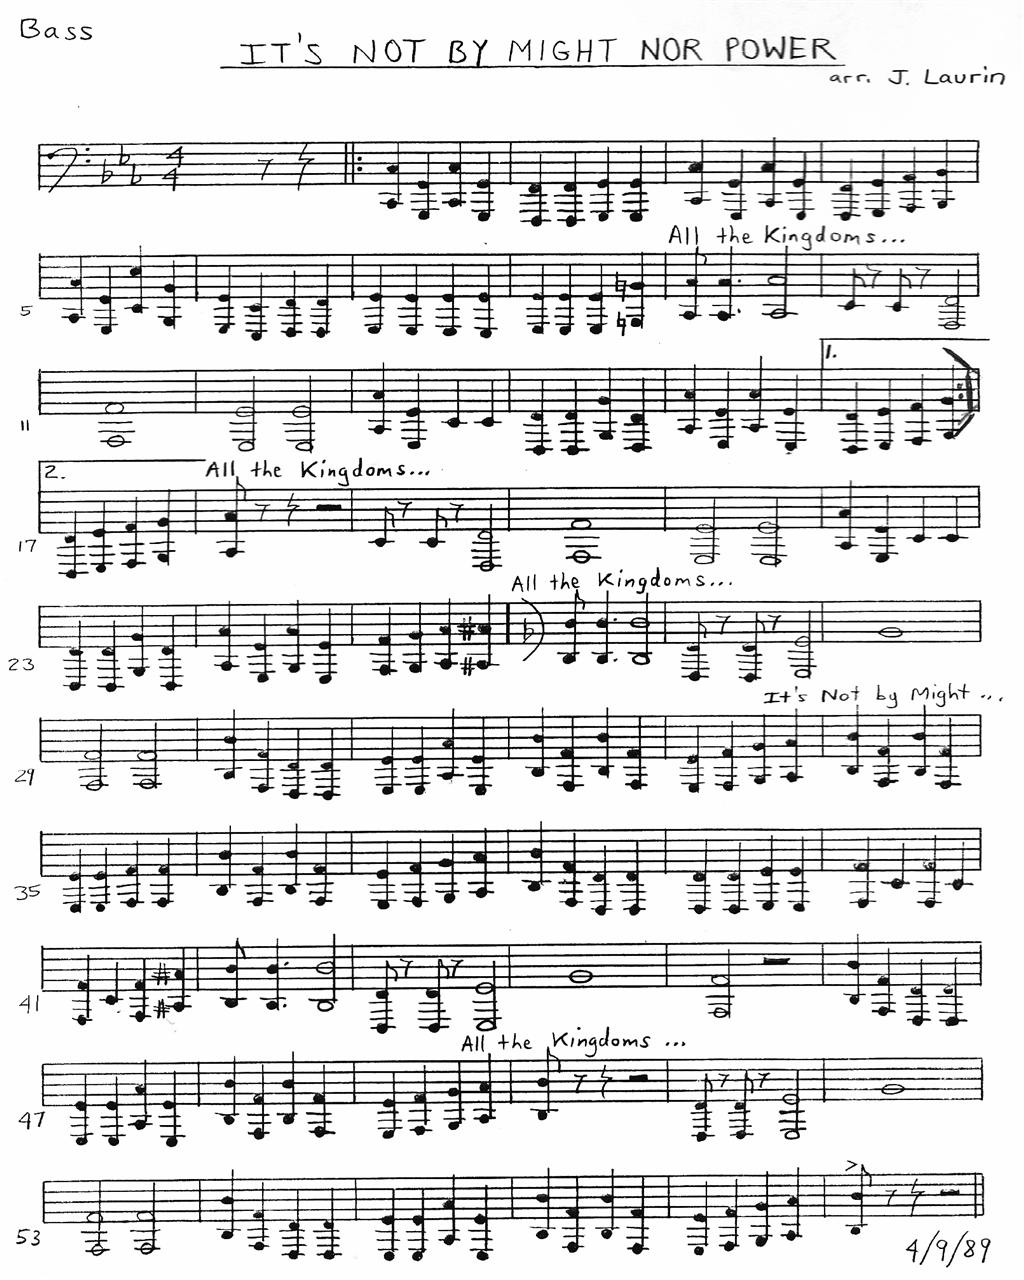 Bass
IT'S NOT BY MIGHT NOR POWER
arr. J. Laurin
4
4
All the Kingdoms...
5
1.
11
2. All the Kingdoms...
17
All the Kingdoms...
23
It's Not by Might ...
29
35
41
All the Kingdoms ...
47
53
4/9/89